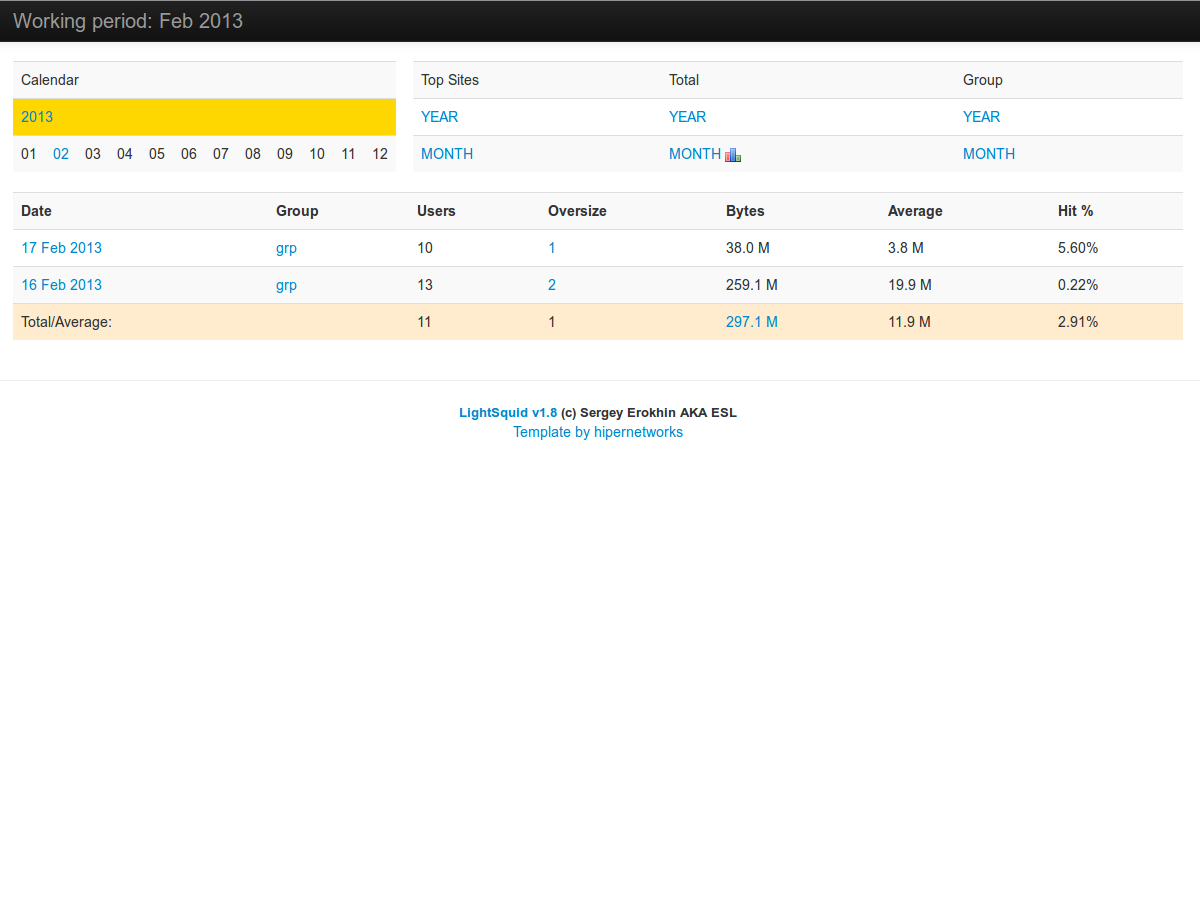 Working period: Feb 2013
Calendar
2013
01 02 03 04 05 06 07 08 09 10 11 12
Top Sites Total Group
YEAR YEAR YEAR
MONTH MONTH MONTH
Date Group Users Oversize Bytes Average Hit %
17 Feb 2013 grp 10 1 38.0 M 3.8 M 5.60%
16 Feb 2013 grp 13 2 259.1 M 19.9 M 0.22%
Total/Average: 11 1 297.1 M 11.9 M 2.91%
LightSquid v1.8 (c) Sergey Erokhin AKA ESL
Template by hipernetworks